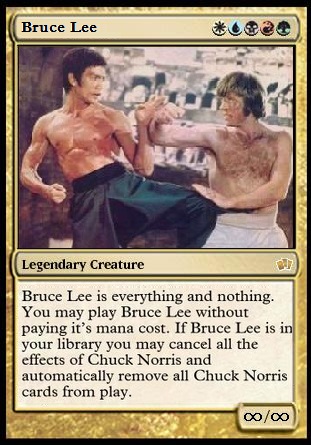 Bruce Lee
Legendary Creature
Bruce Lee is everything and nothing.
You may play Bruce Lee without
paying it's mana cost. If Bruce Lee is in
your library you may cancel all the
effects of Chuck Norris and
automatically remove all Chuck Norris
cards from play.
∞/∞